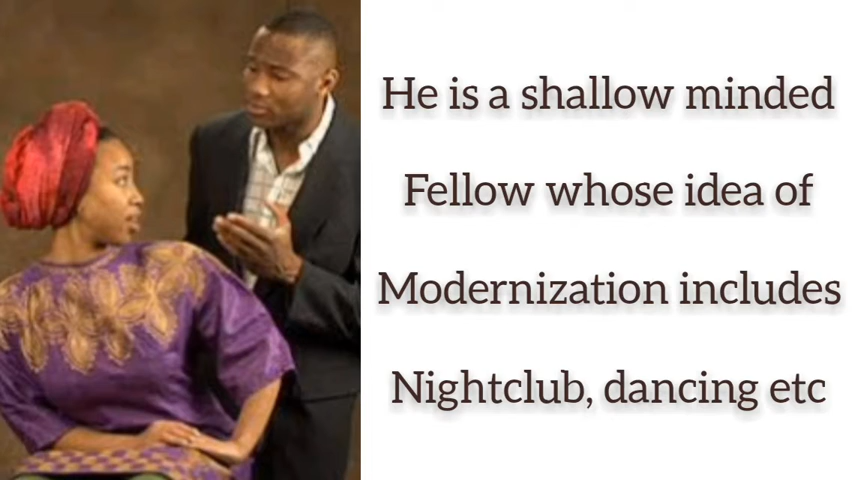 He is a shallow minded
Fellow whose idea of
Modernization includes
Nightclub, dancing etc